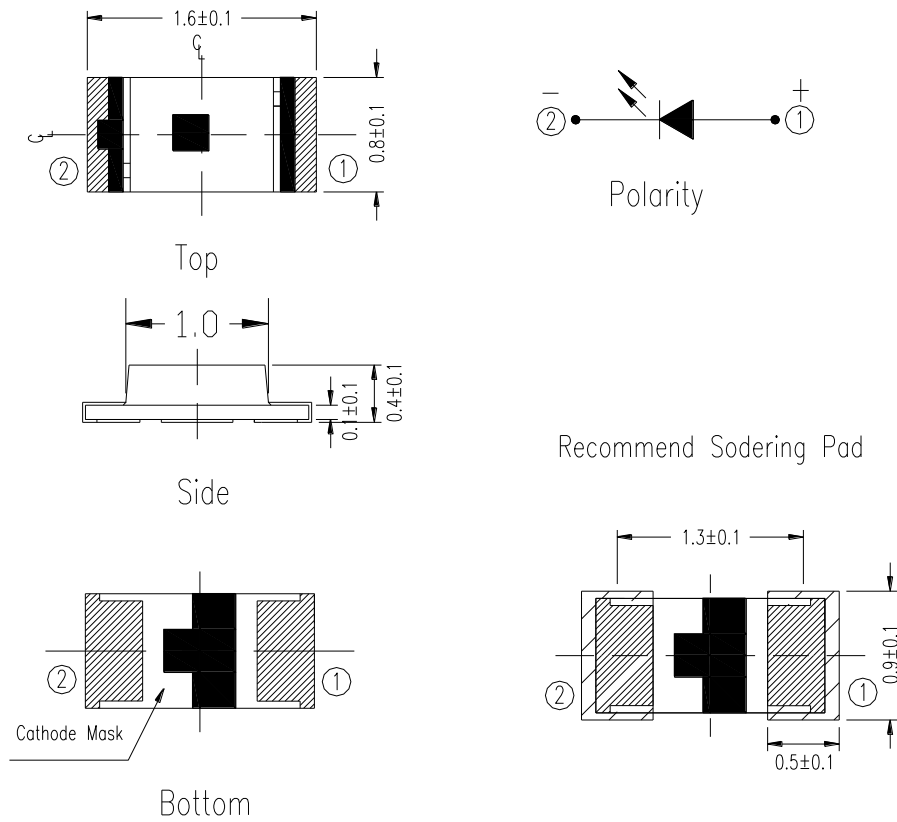 1.6±0.1
℄
℄
0.8±0.1
② ①
Top
− +
② ①
Polarity
1.0
0.1±0.1
0.4±0.1
Side
Recommend Sodering Pad
② ①
Cathode Mask
Bottom
1.3±0.1
0.9±0.1
② ①
0.5±0.1